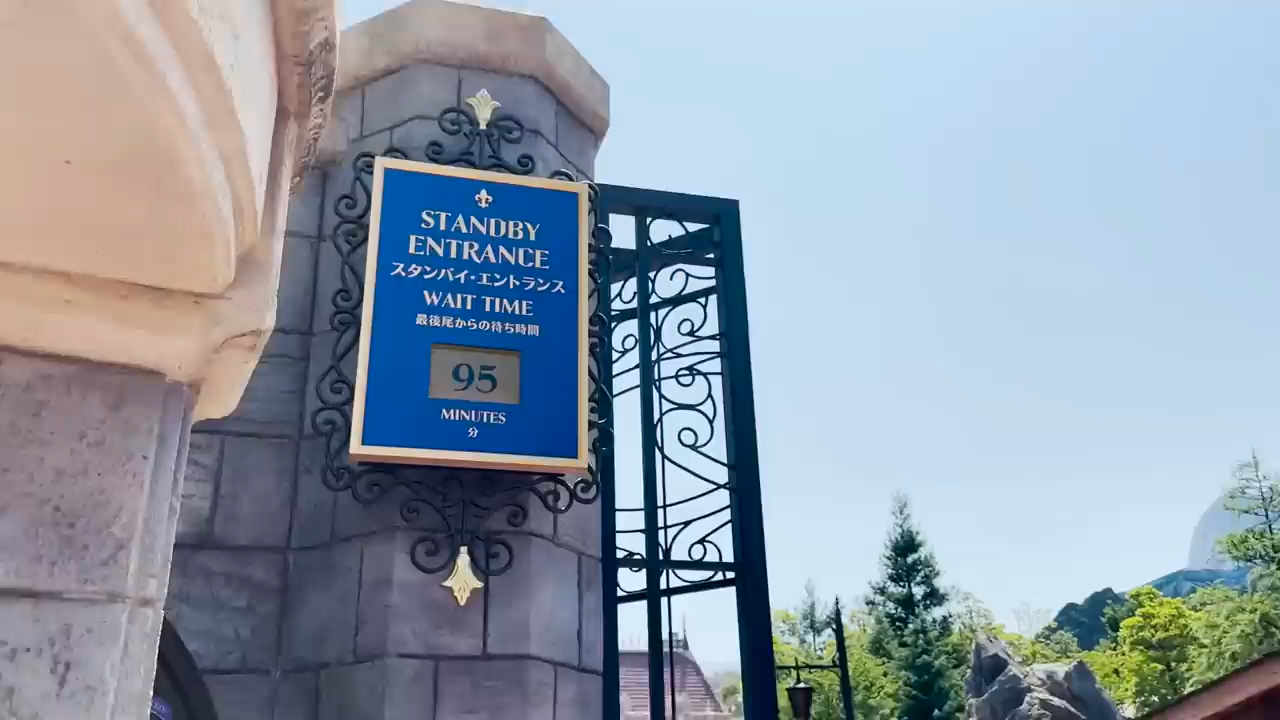 STANDBY
ENTRANCE
スタンバイ・エントランス
WAIT TIME
最後尾からの待ち時間
95
MINUTES
分